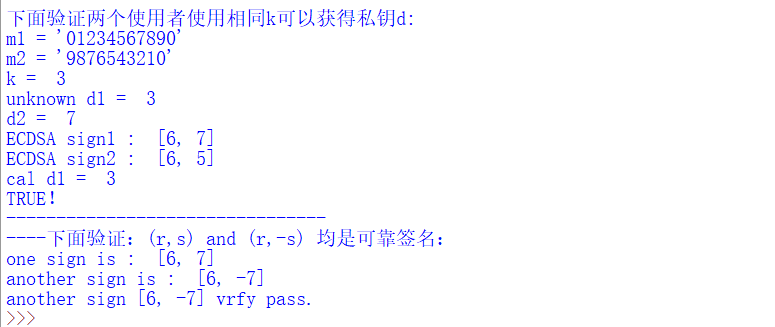 下面验证两个使用者使用相同k可以获得私钥d:
m1 = '01234567890'
m2 = '9876543210'
k =  3
unknown d1 =  3
d2 =  7
ECDSA sign1 :  [6, 7]
ECDSA sign2 :  [6, 5]
cal d1 =  3
TRUE!
--------------------------------
----下面验证：(r,s) and (r,-s) 均是可靠签名：
one sign is :  [6, 7]
another sign is :  [6, -7]
another sign [6, -7] vrfy pass.
>>>